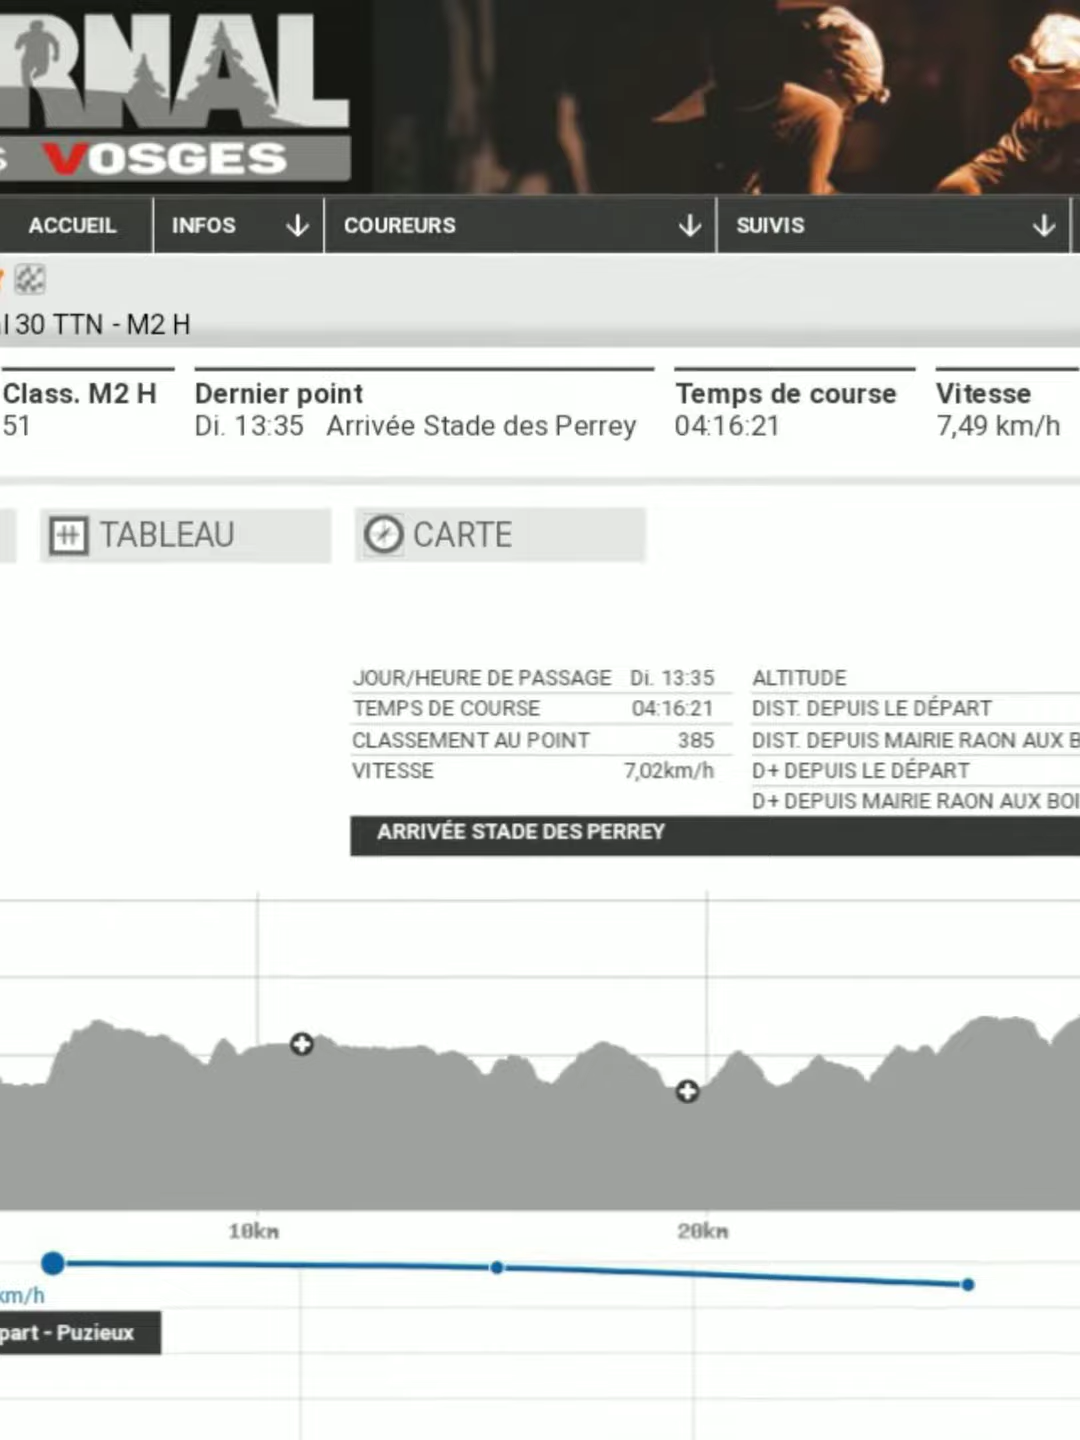 RNAL
S VOSGES
ACCUEIL INFOS COUREURS SUIVIS
l 30 TTN - M2 H
Class. M2 H Dernier point Temps de course Vitesse
51 Di. 13:35 Arrivée Stade des Perrey 04:16:21 7,49 km/h
TABLEAU CARTE
JOUR/HEURE DE PASSAGE Di. 13:35 ALTITUDE
TEMPS DE COURSE 04:16:21 DIST. DEPUIS LE DÉPART
CLASSEMENT AU POINT 385 DIST. DEPUIS MAIRIE RAON AUX B
VITESSE 7,02km/h D+ DEPUIS LE DÉPART
D+ DEPUIS MAIRIE RAON AUX BOI
ARRIVÉE STADE DES PERREY
10km 20km
km/h
part - Puzieux